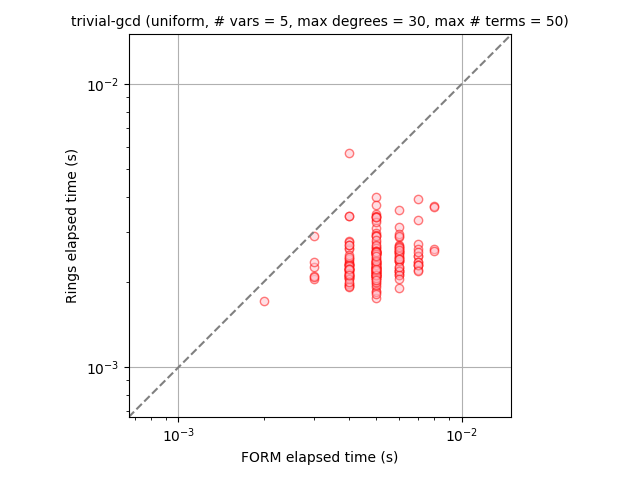 trivial-gcd (uniform, # vars = 5, max degrees = 30, max # terms = 50)
Rings elapsed time (s)
10⁻²
10⁻³
10⁻³ 10⁻²
FORM elapsed time (s)